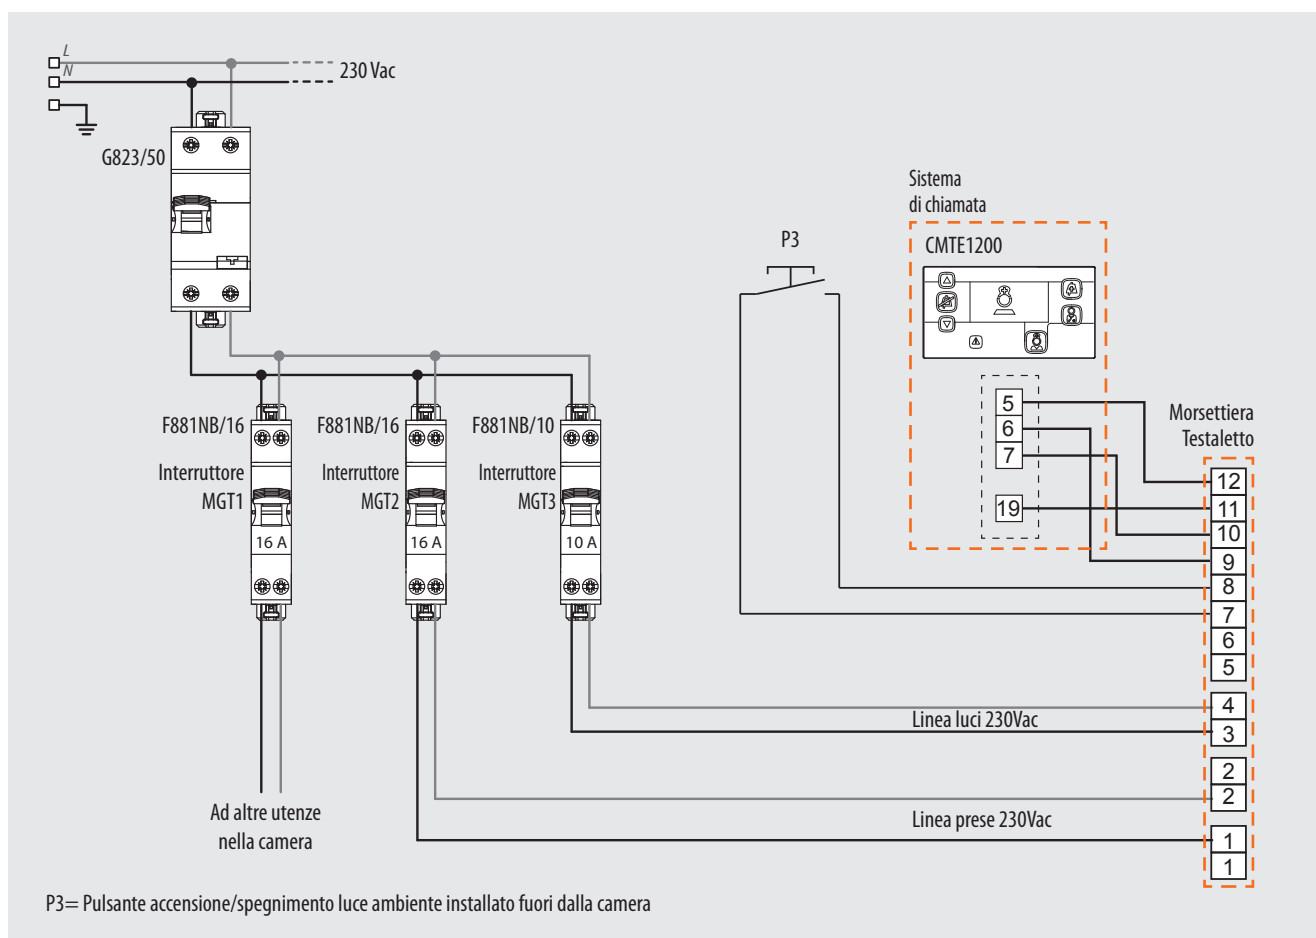 L
N
230 Vac
G823/50
Sistema
di chiamata
P3
CMTE1200
5
6
7
19
F881NB/16
Interruttore
MGT1
16 A
F881NB/16
Interruttore
MGT2
16 A
F881NB/10
Interruttore
MGT3
10 A
Morsettiera
Testaletto
12
11
10
9
8
7
6
5
4
3
2
2
1
1
Linea luci 230Vac
Linea prese 230Vac
Ad altre utenze
nella camera
P3= Pulsante accensione/spegnimento luce ambiente installato fuori dalla camera